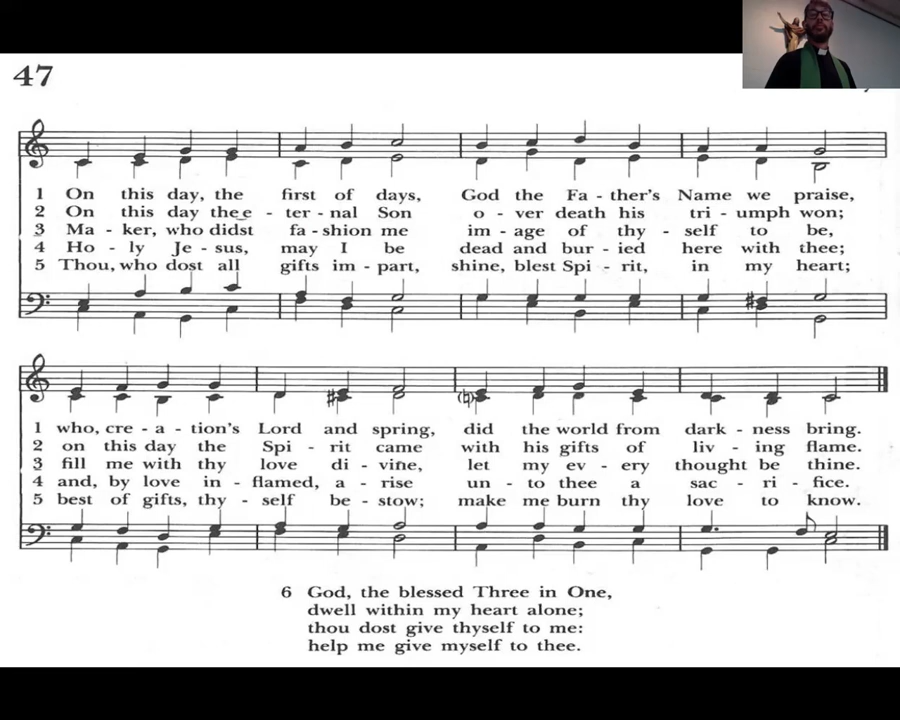 47
1 On this day, the first of days, God the Fa - ther's Name we praise,
2 On this day the e - ter - nal Son o - ver death his tri - umph won;
3 Ma - ker, who didst fa - shion me im - age of thy - self to be,
4 Ho - ly Je - sus, may I be dead and bur - ied here with thee;
5 Thou, who dost all gifts im - part, shine, blest Spi - rit, in my heart;
1 who, cre - a - tion's Lord and spring, did the world from dark - ness bring.
2 on this day the Spi - rit came with his gifts of liv - ing flame.
3 fill me with thy love di - vine, let my ev - ery thought be thine.
4 and, by love in - flamed, a - rise un - to thee a sac - ri - fice.
5 best of gifts, thy - self be - stow; make me burn thy love to know.
6 God, the blessed Three in One,
dwell within my heart alone;
thou dost give thyself to me:
help me give myself to thee.